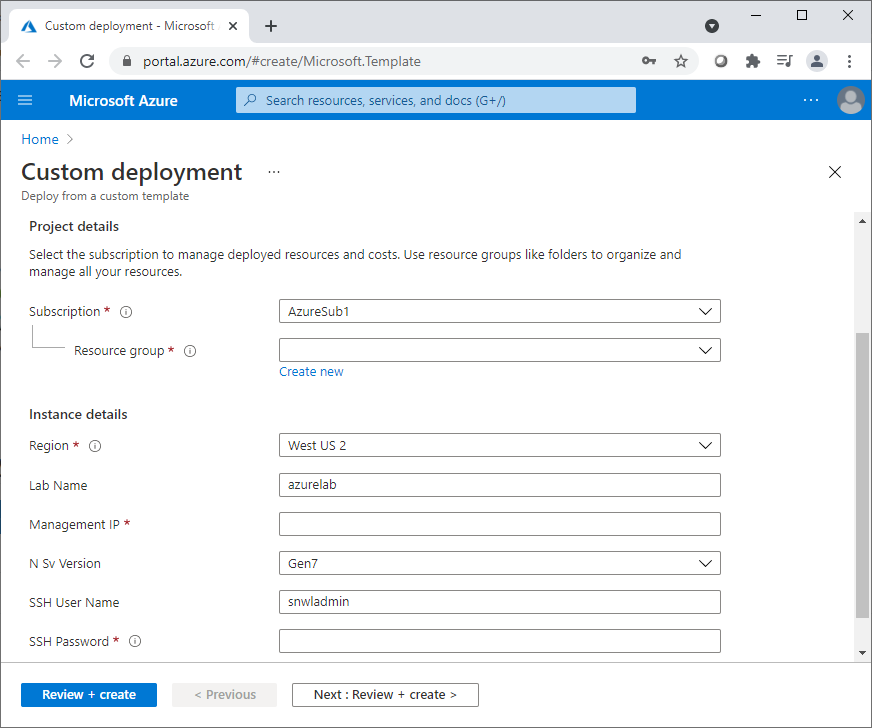 Custom deployment - Microsoft
portal.azure.com/#create/Microsoft.Template
Microsoft Azure
Search resources, services, and docs (G+/)
...
Home >
Custom deployment ...
Deploy from a custom template
Project details
Select the subscription to manage deployed resources and costs. Use resource groups like folders to organize and
manage all your resources.
Subscription *
AzureSub1
Resource group *
Create new
Instance details
Region *
West US 2
Lab Name
azurelab
Management IP *
N Sv Version
Gen7
SSH User Name
snwladmin
SSH Password *
Review + create
< Previous
Next : Review + create >